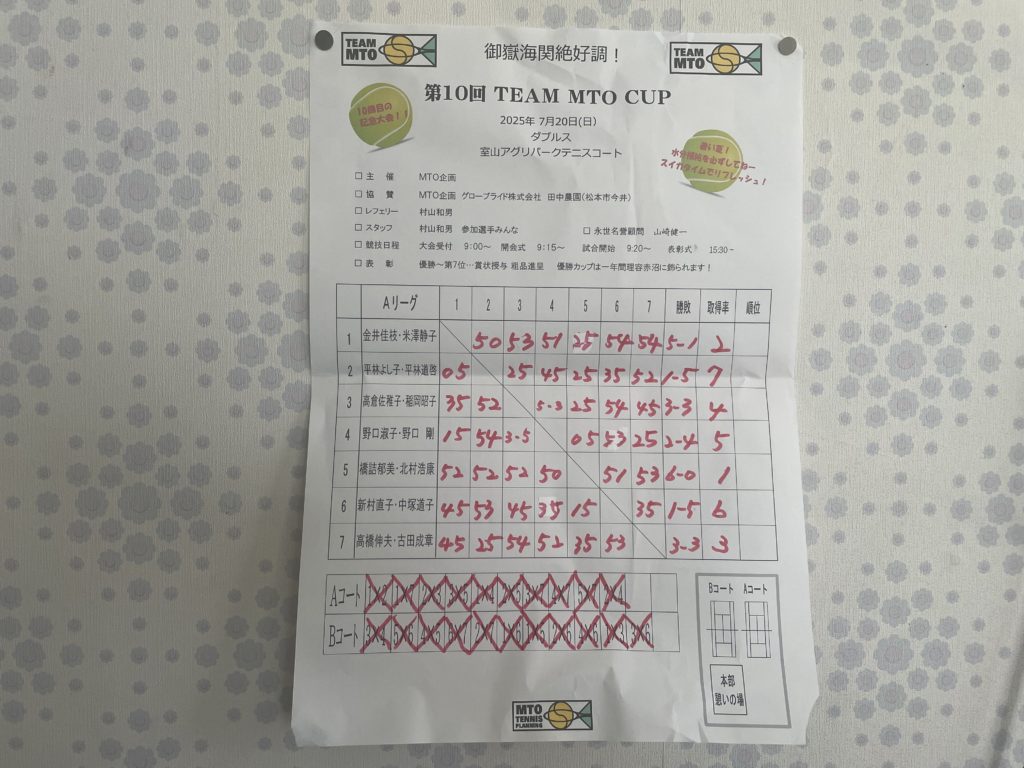 TEAM MTO
御嶽海関絶好調！
TEAM MTO
第10回 TEAM MTO CUP
10回目の
記念大会！！
2025年 7月20日(日)
ダブルス
室山アグリパークテニスコート
暑い夏！
水分補給を必ずしてねー
スイカタイムでリフレッシュ！
□ 主 催 MTO企画
□ 協 賛 MTO企画 グローブライド株式会社 田中農園(松本市今井)
□ レフェリー 村山和男
□ スタッフ 村山和男 参加選手みんな □ 永世名誉顧問 山崎健一
□ 競技日程 大会受付 9:00〜 開会式 9:15〜 試合開始 9:20〜 表彰式 15:30〜
□ 表 彰 優勝〜第7位…賞状授与 粗品進呈 優勝カップは一年間理容赤沼に飾られます！
Aリーグ 1 2 3 4 5 6 7 勝敗 取得率 順位
1 金井佳枝・米澤静子 50 53 51 25 54 54 5-1 2
2 平林よし子・平林道啓 05 25 45 25 35 52 1-5 7
3 高倉佐稚子・稲岡昭子 35 52 5-3 25 54 45 3-3 4
4 野口淑子・野口 剛 15 54 3-5 05 53 25 2-4 5
5 橋詰郁美・北村浩康 52 52 52 50 51 53 6-0 1
6 新村直子・中塚道子 45 53 45 35 15 35 1-5 6
7 高橋伸夫・古田成章 45 25 54 52 35 53 3-3 3
Aコート
Bコート
Bコート Aコート
本部
憩いの場
MTO
TENNIS
PLANNING